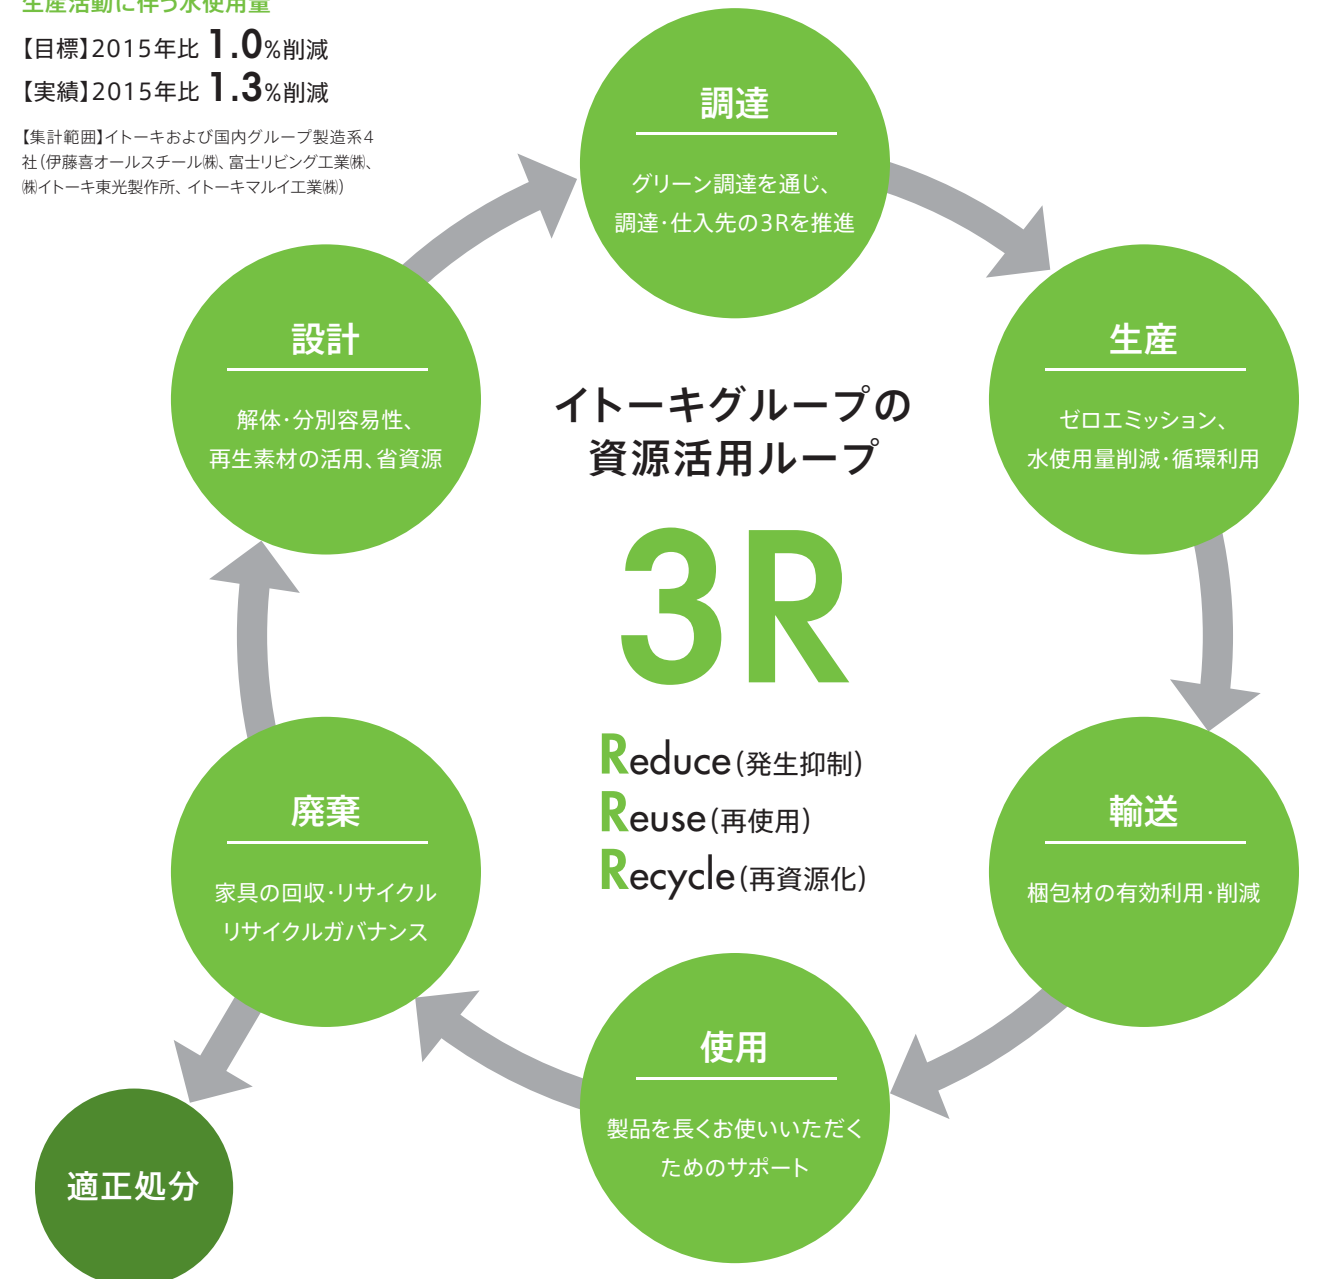 生産活動に伴う水使用量
【目標】2015年比 1.0%削減
【実績】2015年比 1.3%削減
【集計範囲】イトーキおよび国内グループ製造系4
社(伊藤喜オールスチール㈱、富士リビング工業㈱、
㈱イトーキ東光製作所、イトーキマルイ工業㈱)
調達
グリーン調達を通じ、
調達・仕入先の3Rを推進
設計
解体・分別容易性、
再生素材の活用、省資源
生産
ゼロエミッション、
水使用量削減・循環利用
イトーキグループの
資源活用ループ
3R
Reduce(発生抑制)
Reuse(再使用)
Recycle(再資源化)
廃棄
家具の回収・リサイクル
リサイクルガバナンス
輸送
梱包材の有効利用・削減
使用
製品を長くお使いいただく
ためのサポート
適正処分